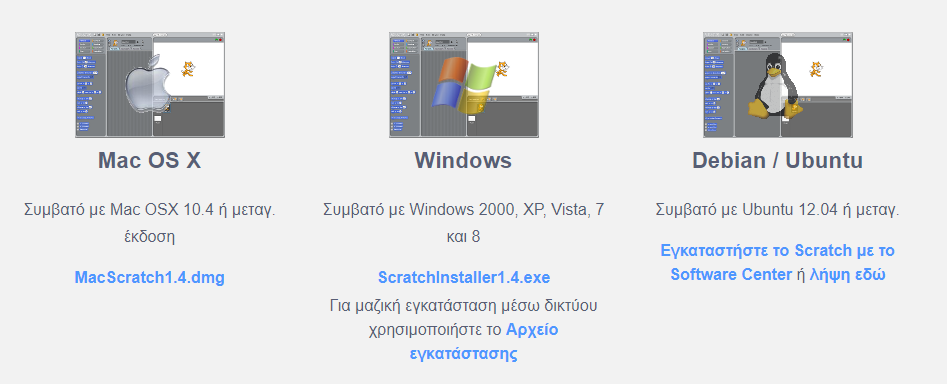 Mac OS X
Συμβατό με Mac OSX 10.4 ή μεταγ.
έκδοση
MacScratch1.4.dmg
Windows
Συμβατό με Windows 2000, XP, Vista, 7
και 8
ScratchInstaller1.4.exe
Για μαζική εγκατάσταση μέσω δικτύου
χρησιμοποιήστε το Αρχείο
εγκατάστασης
Debian / Ubuntu
Συμβατό με Ubuntu 12.04 ή μεταγ.
Εγκαταστήστε το Scratch με το
Software Center ή λήψη εδώ